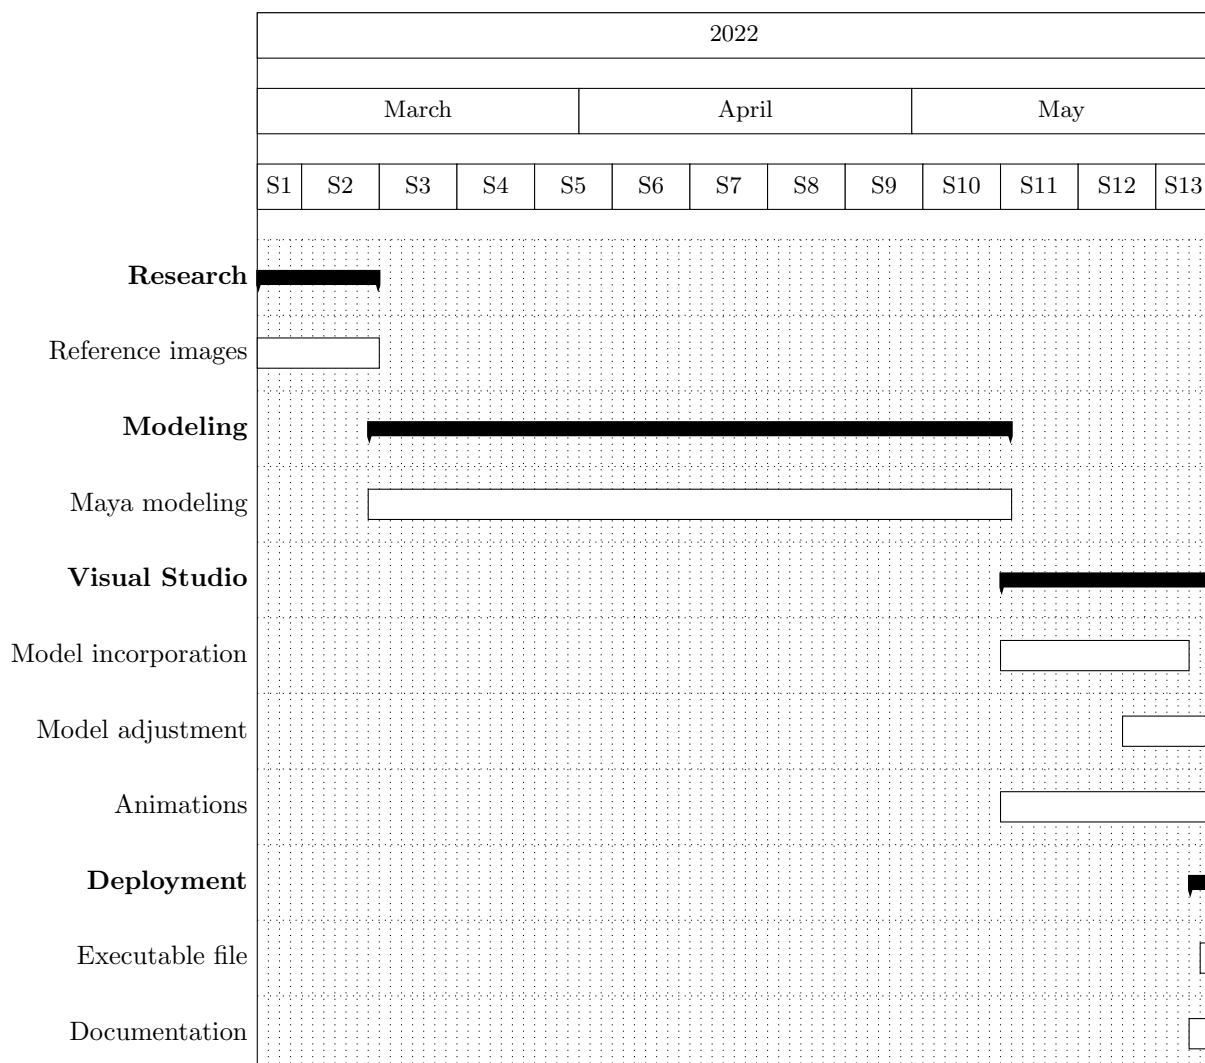 2022
March April May
S1 S2 S3 S4 S5 S6 S7 S8 S9 S10 S11 S12 S13
Research
Reference images
Modeling
Maya modeling
Visual Studio
Model incorporation
Model adjustment
Animations
Deployment
Executable file
Documentation